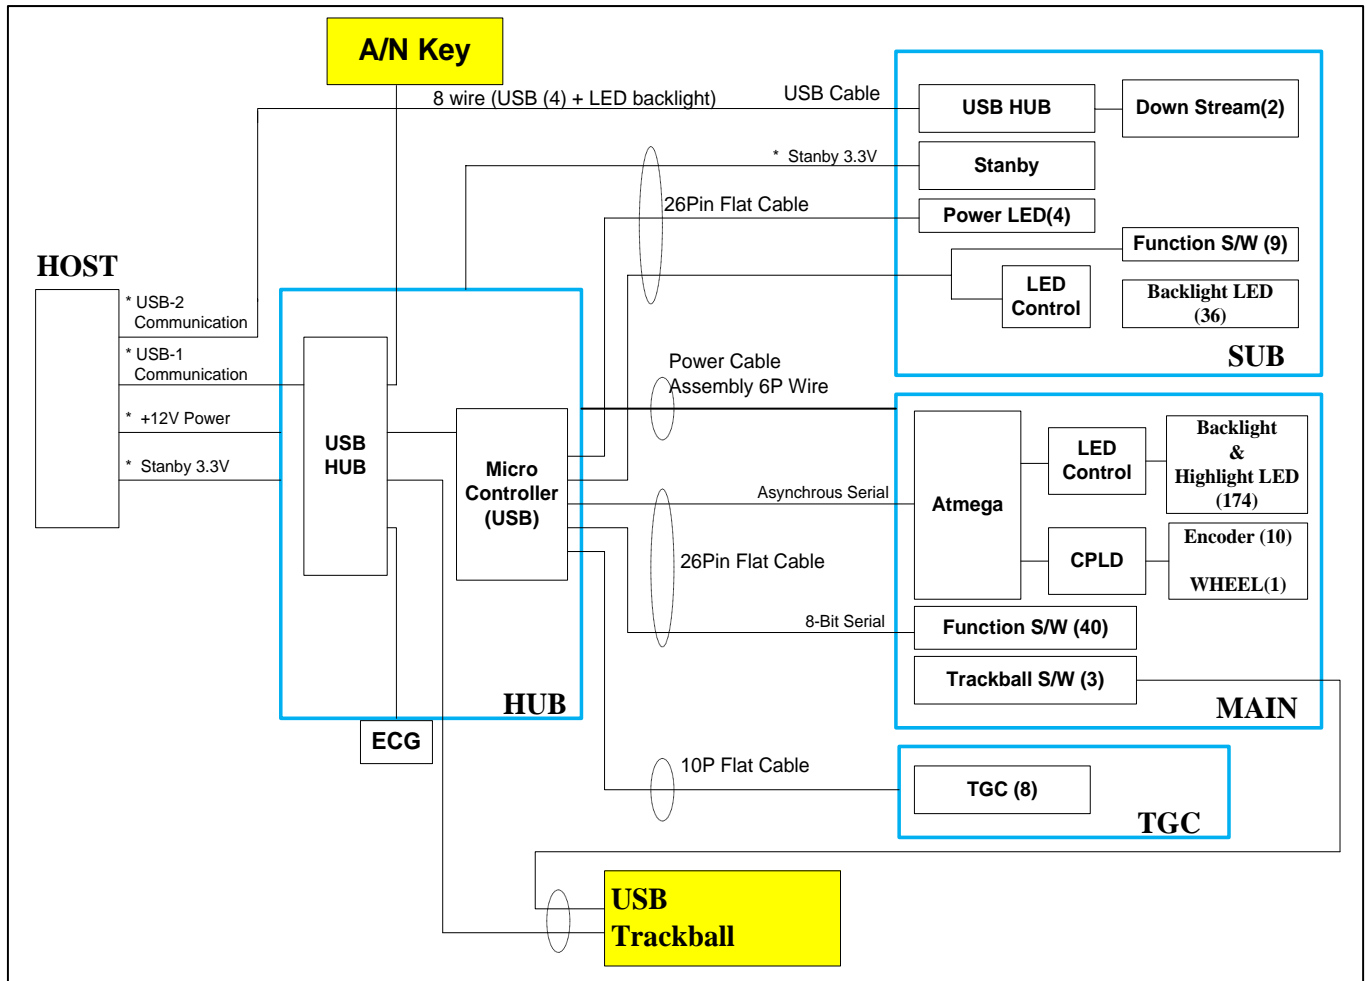 A/N Key
8 wire (USB (4) + LED backlight)
USB Cable
USB HUB
Down Stream(2)
* Stanby 3.3V
Stanby
26Pin Flat Cable
Power LED(4)
Function S/W (9)
LED
Control
Backlight LED
(36)
SUB
HOST
* USB-2
Communication
* USB-1
Communication
* +12V Power
* Stanby 3.3V
USB
HUB
Micro
Controller
(USB)
HUB
ECG
Power Cable
Assembly 6P Wire
Asynchrous Serial
26Pin Flat Cable
8-Bit Serial
Atmega
LED
Control
Backlight
&
Highlight LED
(174)
CPLD
Encoder (10)
WHEEL(1)
Function S/W (40)
Trackball S/W (3)
MAIN
10P Flat Cable
TGC (8)
TGC
USB
Trackball